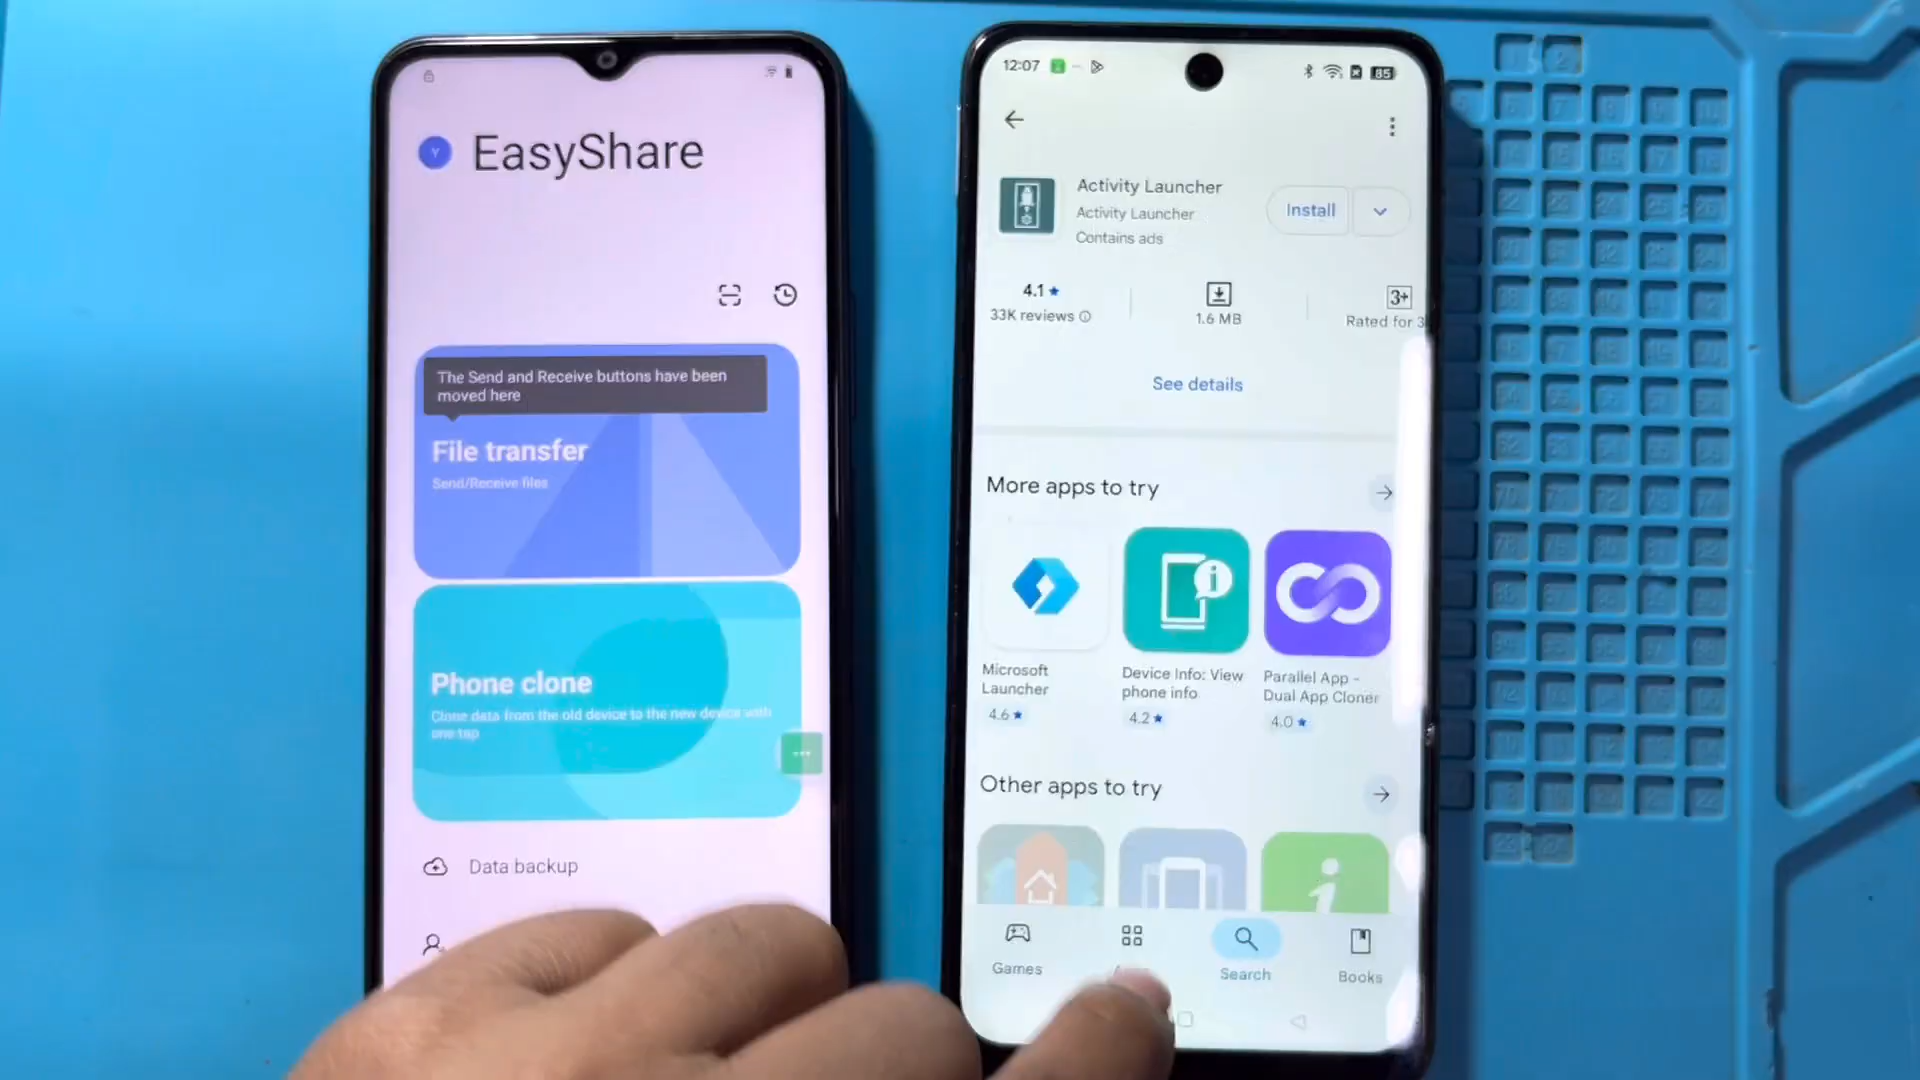 Y
EasyShare
The Send and Receive buttons have been
moved here
File transfer
Send/Receive files
Phone clone
Clone data from the old device to the new device with
one tap
Data backup
12:07
85
Activity Launcher
Activity Launcher
Contains ads
Install
4.1★
33K reviews
1.6 MB
3+
Rated for 3
See details
More apps to try
Microsoft
Launcher
4.6★
Device Info: View
phone info
4.2★
Parallel App -
Dual App Cloner
4.0★
Other apps to try
Games
Search
Books